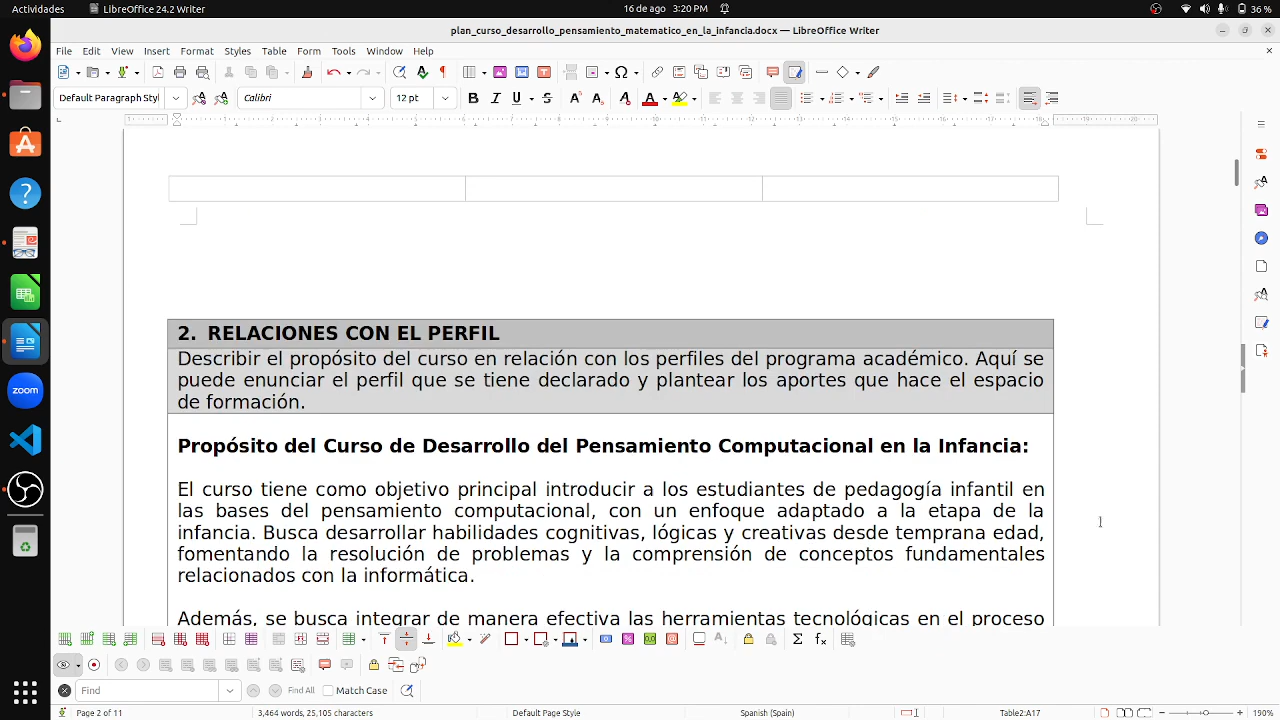 Actividades
LibreOffice 24.2 Writer
16 de ago 3:20 PM
36 %
plan_curso_desarrollo_pensamiento_matematico_en_la_infancia.docx — LibreOffice Writer
File Edit View Insert Format Styles Table Form Tools Window Help
Default Paragraph Styl
Calibri
12 pt
2. RELACIONES CON EL PERFIL
Describir el propósito del curso en relación con los perfiles del programa académico. Aquí se
puede enunciar el perfil que se tiene declarado y plantear los aportes que hace el espacio
de formación.
Propósito del Curso de Desarrollo del Pensamiento Computacional en la Infancia:
El curso tiene como objetivo principal introducir a los estudiantes de pedagogía infantil en
las bases del pensamiento computacional, con un enfoque adaptado a la etapa de la
infancia. Busca desarrollar habilidades cognitivas, lógicas y creativas desde temprana edad,
fomentando la resolución de problemas y la comprensión de conceptos fundamentales
relacionados con la informática.
Además, se busca integrar de manera efectiva las herramientas tecnológicas en el proceso
zoom
Find
Find All
Match Case
Page 2 of 11
3,464 words, 25,105 characters
Default Page Style
Spanish (Spain)
Table2:A17
190%